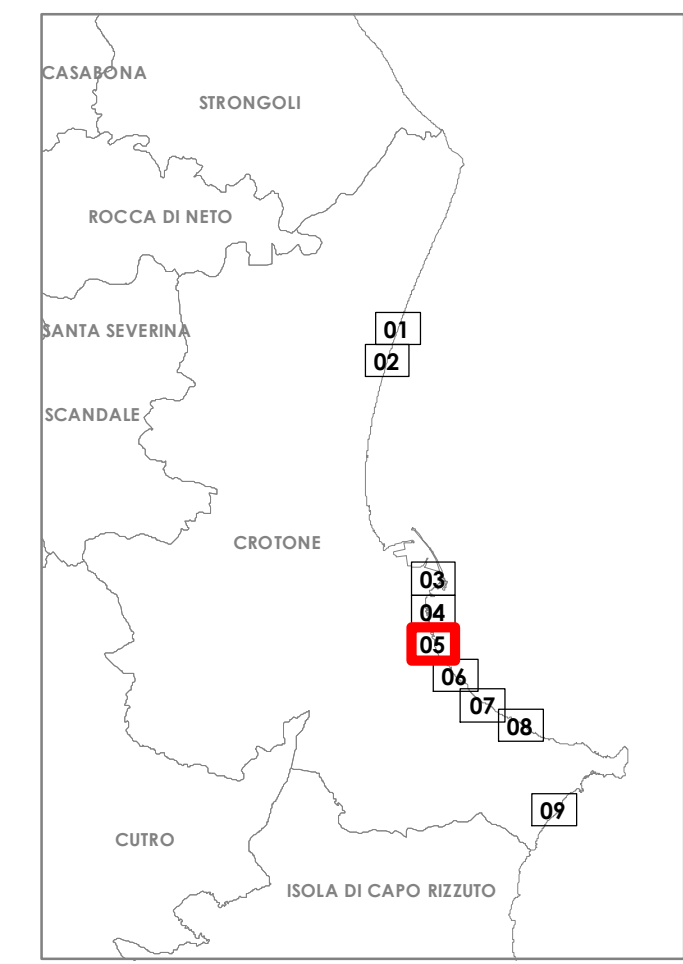 CASABONA
STRONGOLI
ROCCA DI NETO
SANTA SEVERINA
01
02
SCANDALE
CROTONE
03
04
05
06
07
08
09
CUTRO
ISOLA DI CAPO RIZZUTO